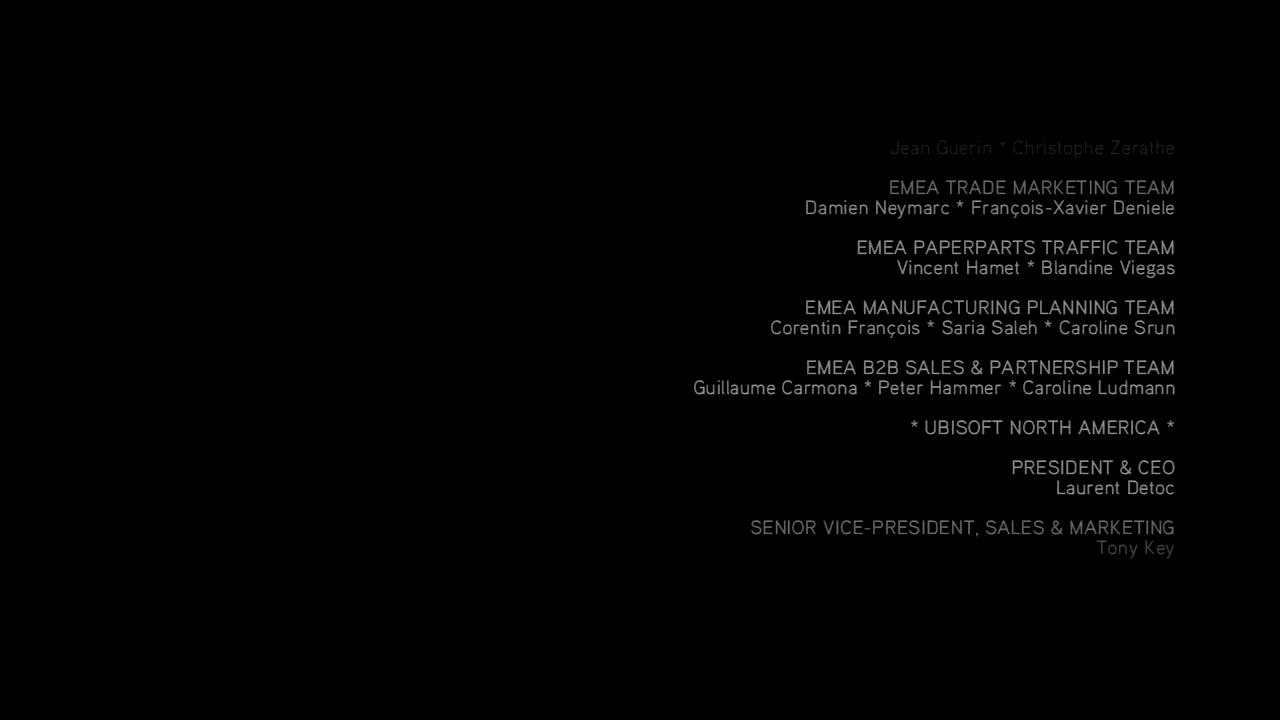 Jean Guerin * Christophe Zerathe
EMEA TRADE MARKETING TEAM
Damien Neymarc * François-Xavier Deniele
EMEA PAPERPARTS TRAFFIC TEAM
Vincent Hamet * Blandine Viegas
EMEA MANUFACTURING PLANNING TEAM
Corentin François * Saria Saleh * Caroline Srun
EMEA B2B SALES & PARTNERSHIP TEAM
Guillaume Carmona * Peter Hammer * Caroline Ludmann
* UBISOFT NORTH AMERICA *
PRESIDENT & CEO
Laurent Detoc
SENIOR VICE-PRESIDENT, SALES & MARKETING
Tony Key